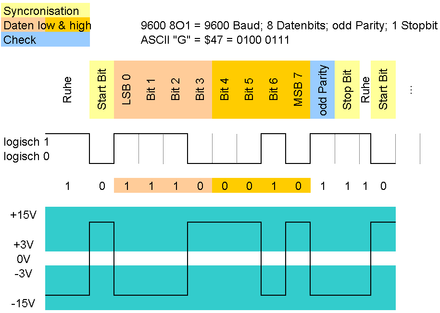 Syncronisation
Daten low & high
Check
9600 8O1 = 9600 Baud; 8 Datenbits; odd Parity; 1 Stopbit
ASCII "G" = $47 = 0100 0111
Ruhe
Start Bit
LSB 0
Bit 1
Bit 2
Bit 3
Bit 4
Bit 5
Bit 6
MSB 7
odd Parity
Stop Bit
Ruhe
Start Bit
...
logisch 1
logisch 0
1 0 1 1 1 0 0 0 1 0 1 1 1 0
+15V
+3V
0V
-3V
-15V